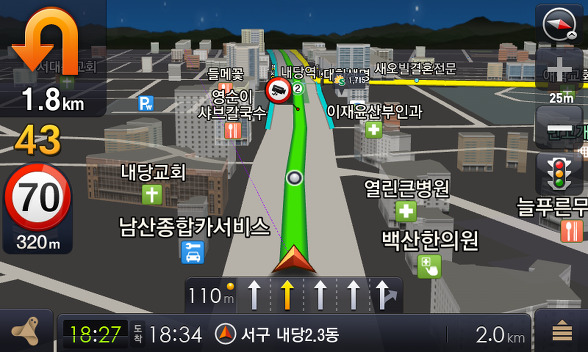 1.8km
43
70
320m
P
새오빌결혼전문
내당역
들메꽃
2
영순이
샤브칼국수
이재윤산부인과
25m
내당교회
열린큰병원
남산종합카서비스
백산한의원
늘푸른무
110m
18:27
도착
18:34
서구 내당2.3동
2.0km